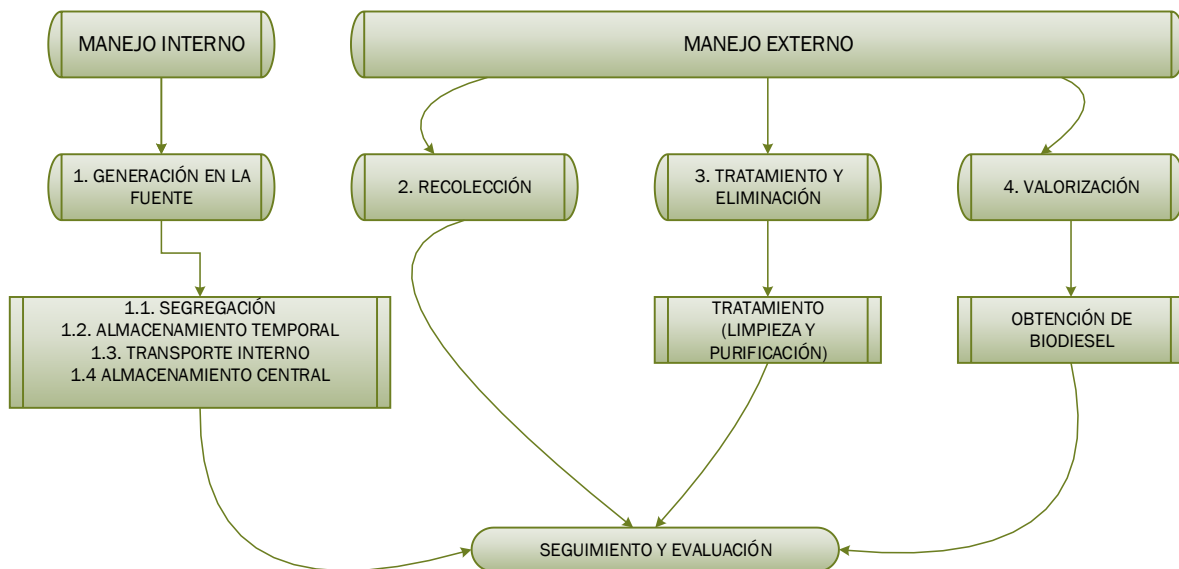 MANEJO INTERNO
MANEJO EXTERNO
1. GENERACIÓN EN LA
FUENTE
2. RECOLECCIÓN
3. TRATAMIENTO Y
ELIMINACIÓN
4. VALORIZACIÓN
1.1. SEGREGACIÓN
1.2. ALMACENAMIENTO TEMPORAL
1.3. TRANSPORTE INTERNO
1.4 ALMACENAMIENTO CENTRAL
TRATAMIENTO
(LIMPIEZA Y
PURIFICACIÓN)
OBTENCIÓN DE
BIODIESEL
SEGUIMIENTO Y EVALUACIÓN